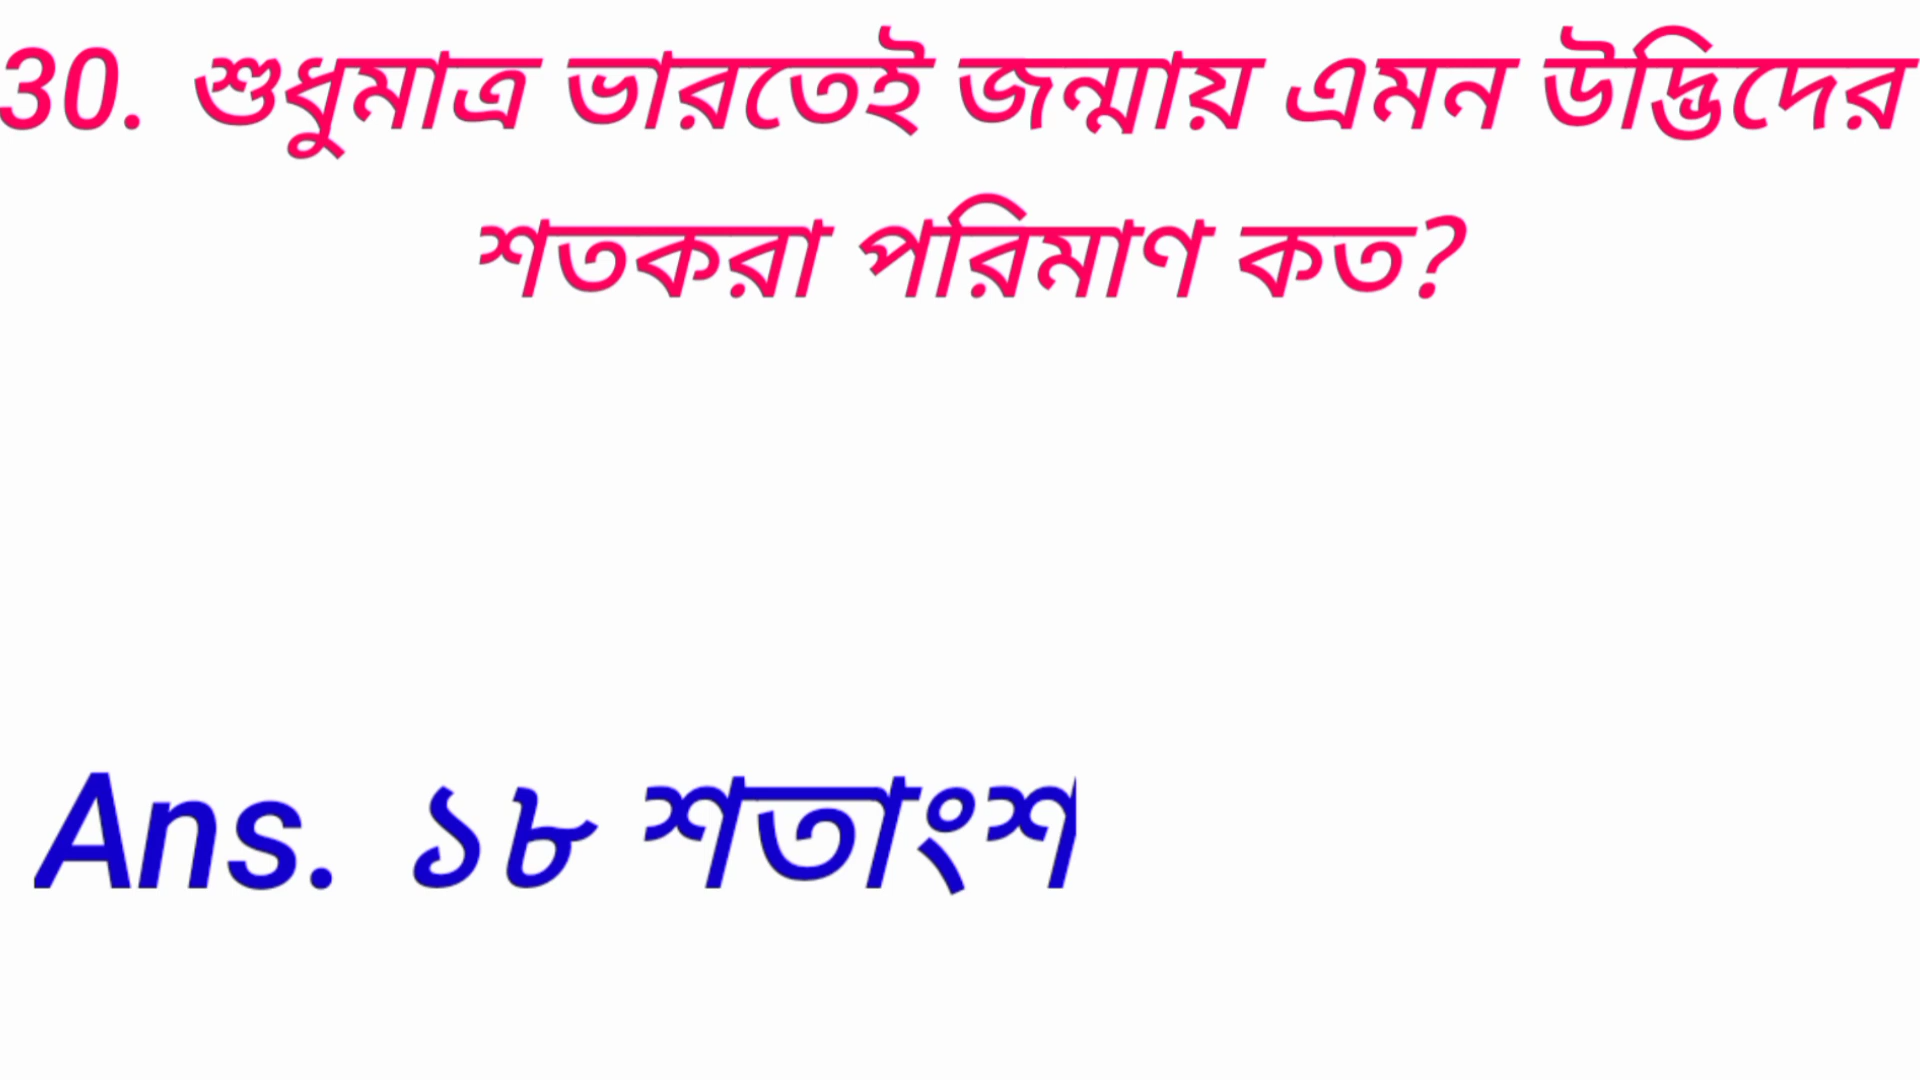 30. শুধুমাত্র ভারতেই জন্মায় এমন উদ্ভিদের
শতকরা পরিমাণ কত?
Ans. ১৮ শতাংশ